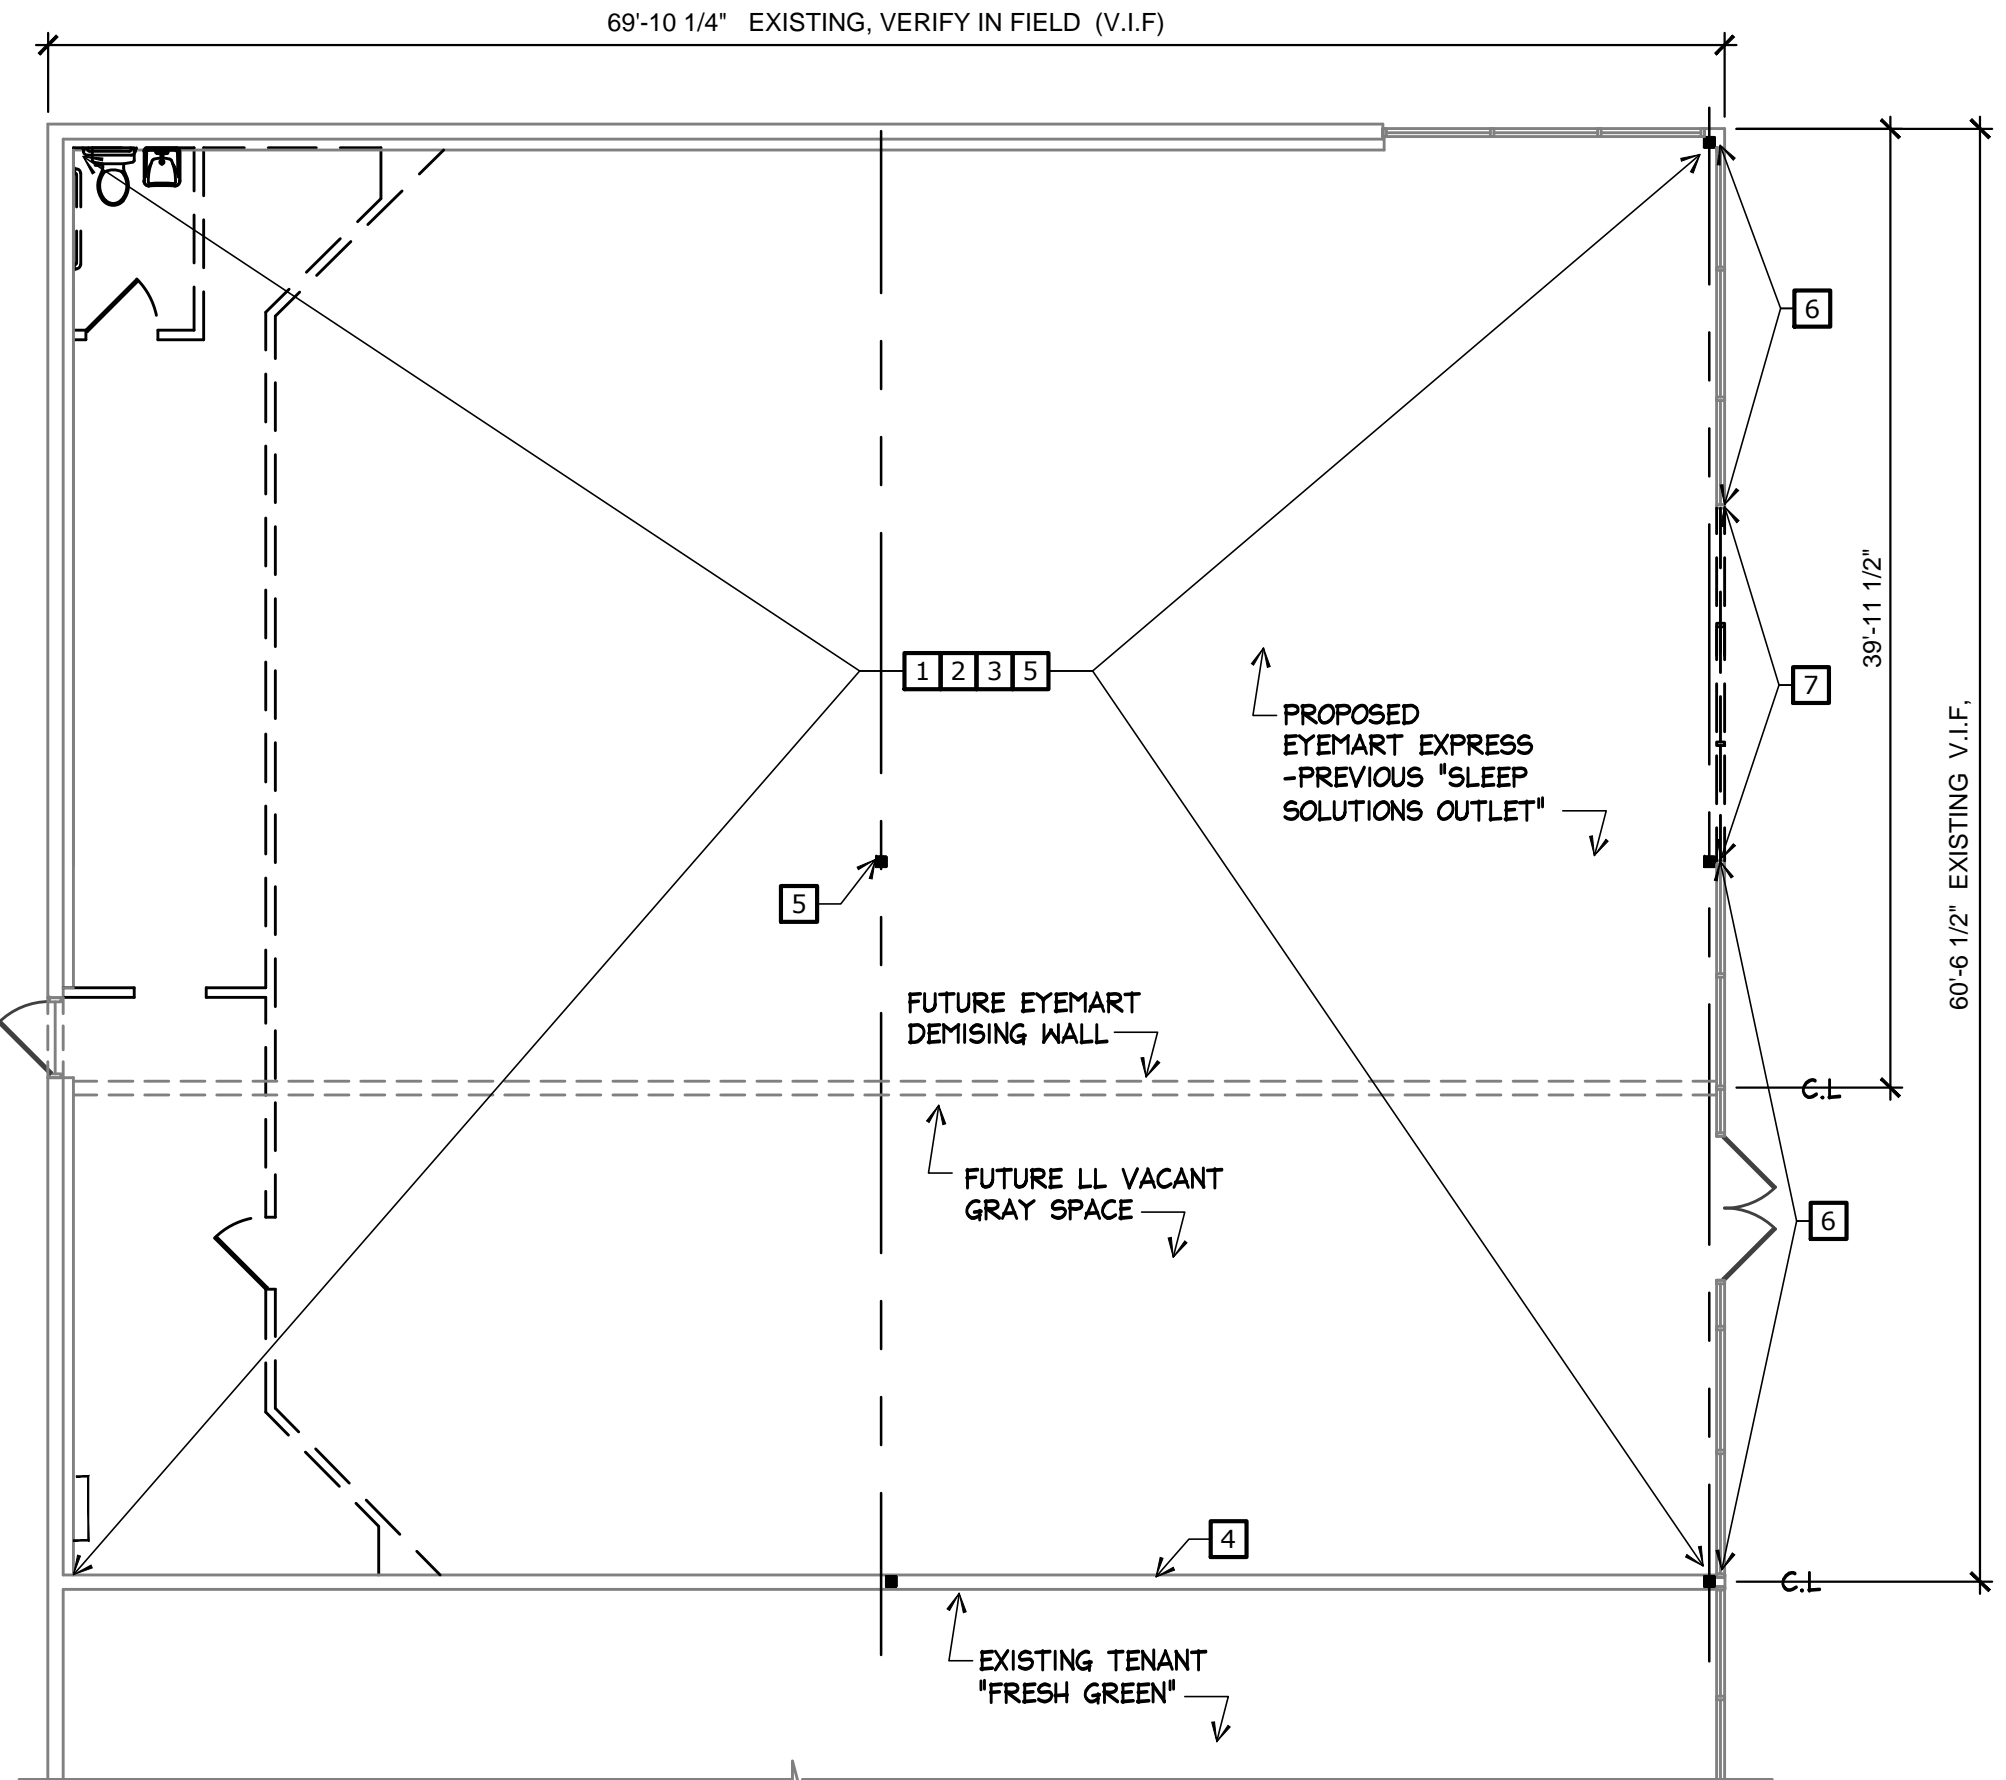 69'-10 1/4"   EXISTING, VERIFY IN FIELD  (V.I.F)
6
39'-11 1/2"
1 2 3 5
7
PROPOSED
EYEMART EXPRESS
-PREVIOUS "SLEEP
SOLUTIONS OUTLET"
60'-6 1/2"  EXISTING  V.I.F,
5
FUTURE EYEMART
DEMISING WALL
C.L
FUTURE LL VACANT
GRAY SPACE
6
4
C.L
EXISTING TENANT
"FRESH GREEN"